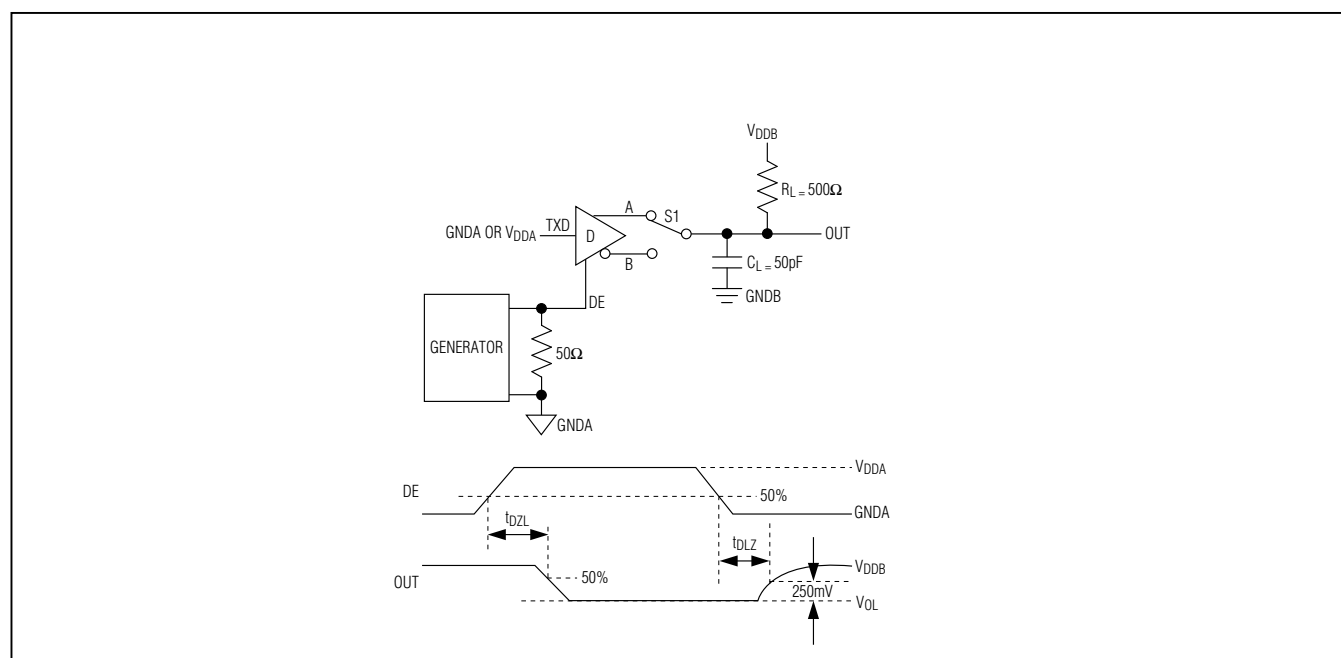 VDDB
RL = 500Ω
A
S1
GNDA OR VDDA
TXD
D
OUT
B
CL = 50pF
GNDB
DE
GENERATOR
50Ω
GNDA
VDDA
DE
50%
GNDA
tDZL
tDLZ
VDDB
OUT
50%
250mV
VOL